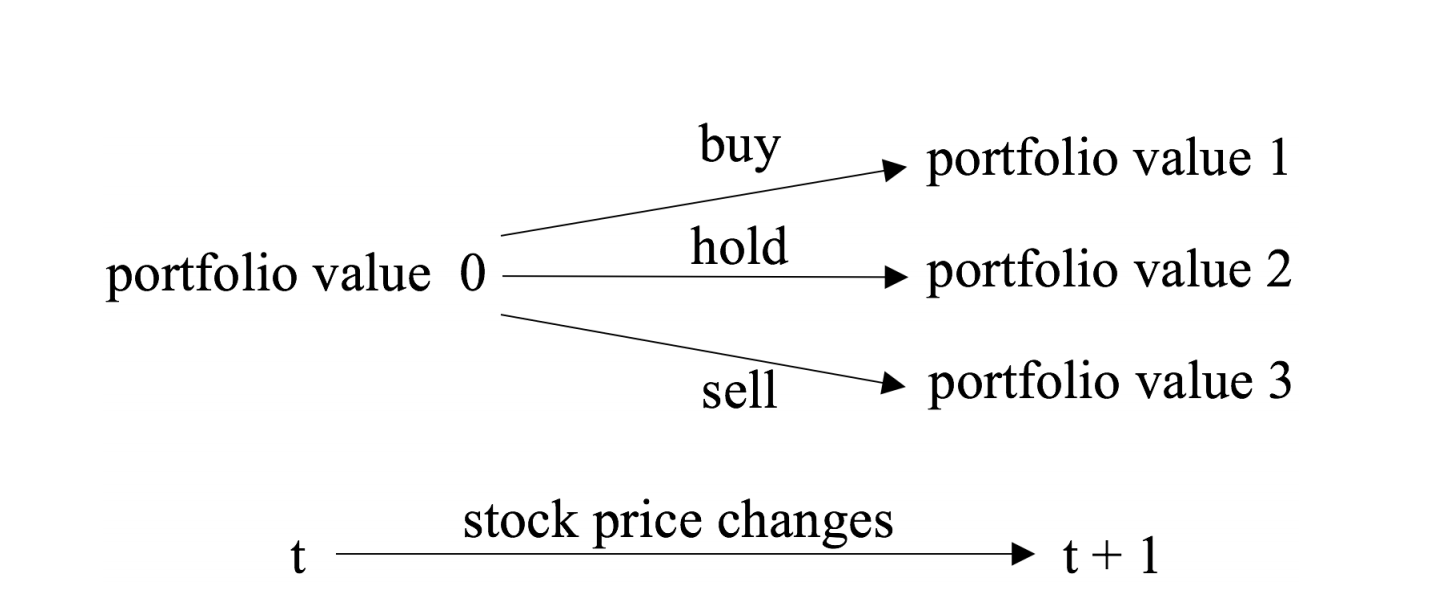 buy
portfolio value 1
hold
portfolio value 0
portfolio value 2
sell
portfolio value 3
stock price changes
t
t + 1